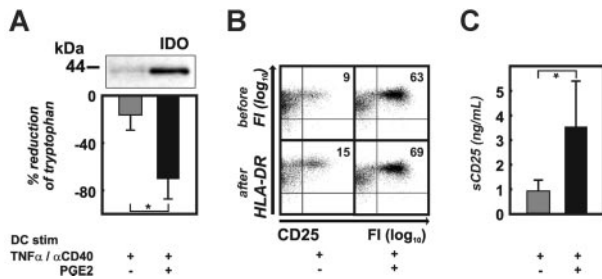 A
kDa
IDO
44
0
-40
-80
% reduction
of tryptophan
*
DC stim
TNFα / αCD40 + +
PGE2 - +
B
before
FI (log10)
9
63
after
HLA-DR
15
69
CD25
FI (log10)
+ +
- +
C
sCD25 (ng/mL)
5
4
3
2
1
0
*
+ +
- +